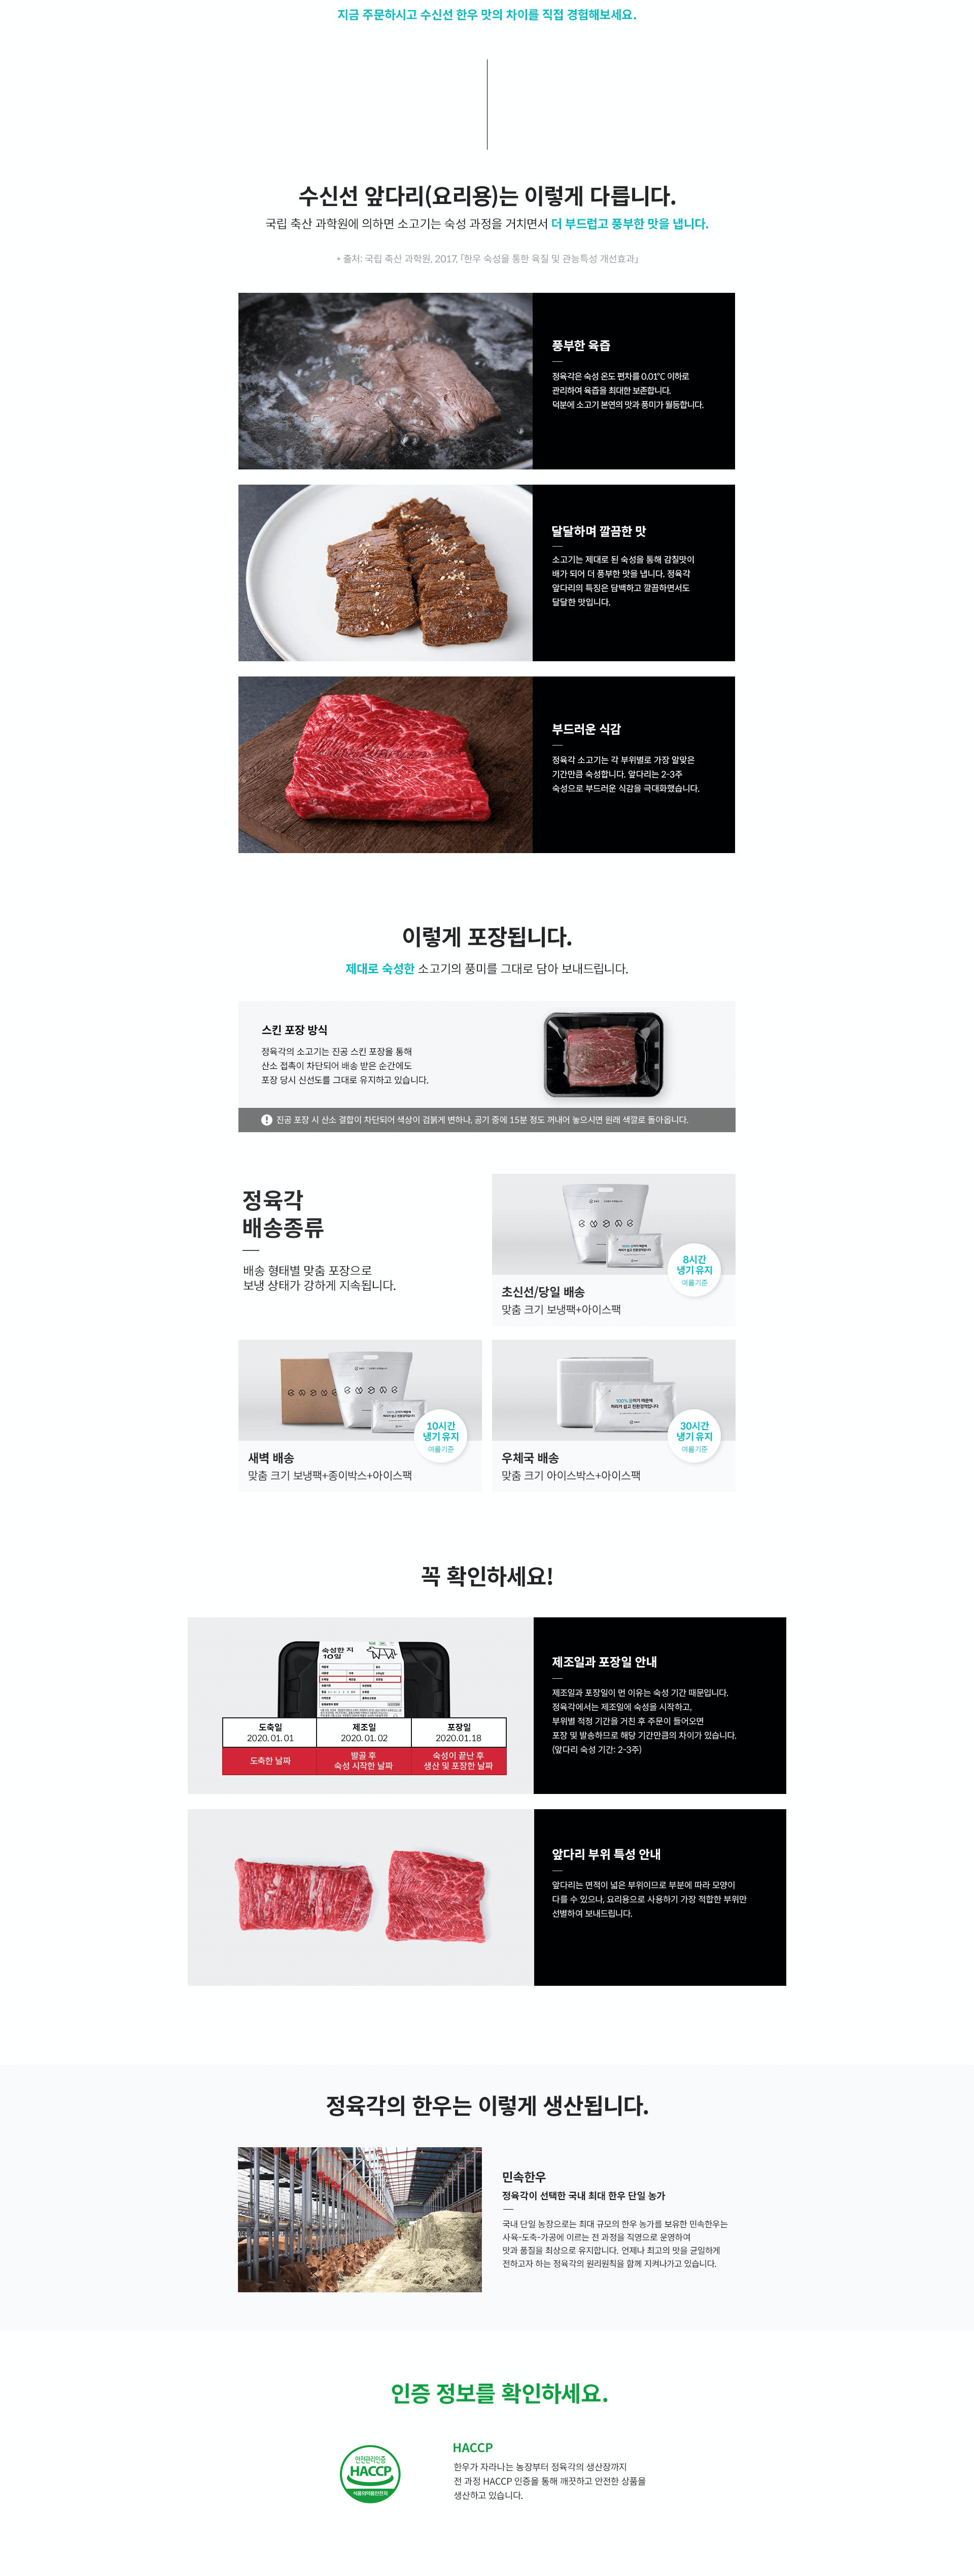 지금 주문하시고 수신선 한우 맛의 차이를 직접 경험해보세요.
수신선 앞다리(요리용)는 이렇게 다릅니다.
국립 축산 과학원에 의하면 소고기는 숙성 과정을 거치면서 더 부드럽고 풍부한 맛을 냅니다.
* 출처: 국립 축산 과학원, 2017, 「한우 숙성을 통한 육질 및 관능특성 개선효과」
풍부한 육즙
정육각은 숙성 온도 편차를 0.01℃ 이하로
관리하여 육즙을 최대한 보존합니다.
덕분에 소고기 본연의 맛과 풍미가 월등합니다.
달달하며 깔끔한 맛
소고기는 제대로 된 숙성을 통해 감칠맛이
배가 되어 더 풍부한 맛을 냅니다. 정육각
앞다리의 특징은 담백하고 깔끔하면서도
달달한 맛입니다.
부드러운 식감
정육각 소고기는 각 부위별로 가장 알맞은
기간만큼 숙성합니다. 앞다리는 2-3주
숙성으로 부드러운 식감을 극대화했습니다.
이렇게 포장됩니다.
제대로 숙성한 소고기의 풍미를 그대로 담아 보내드립니다.
스킨 포장 방식
정육각의 소고기는 진공 스킨 포장을 통해
산소 접촉이 차단되어 배송 받은 순간에도
포장 당시 신선도를 그대로 유지하고 있습니다.
! 진공 포장 시 산소 결합이 차단되어 색상이 검붉게 변하나, 공기 중에 15분 정도 꺼내어 놓으시면 원래 색깔로 돌아옵니다.
정육각
배송종류
배송 형태별 맞춤 포장으로
보냉 상태가 강하게 지속됩니다.
8시간
냉기 유지
여름기준
초신선/당일 배송
맞춤 크기 보냉팩+아이스팩
10시간
냉기 유지
여름기준
새벽 배송
맞춤 크기 보냉팩+종이박스+아이스팩
30시간
냉기 유지
여름기준
우체국 배송
맞춤 크기 아이스박스+아이스팩
꼭 확인하세요!
숙성한 지
10일
도축일 제조일 포장일
2020. 01. 01 2020. 01. 02 2020.01.18
도축한 날짜
발골 후
숙성 시작한 날짜
숙성이 끝난 후
생산 및 포장한 날짜
제조일과 포장일 안내
제조일과 포장일이 먼 이유는 숙성 기간 때문입니다.
정육각에서는 제조일에 숙성을 시작하고,
부위별 적정 기간을 거친 후 주문이 들어오면
포장 및 발송하므로 해당 기간만큼의 차이가 있습니다.
(앞다리 숙성 기간: 2-3주)
앞다리 부위 특성 안내
앞다리는 면적이 넓은 부위이므로 부분에 따라 모양이
다를 수 있으나, 요리용으로 사용하기 가장 적합한 부위만
선별하여 보내드립니다.
정육각의 한우는 이렇게 생산됩니다.
민속한우
정육각이 선택한 국내 최대 한우 단일 농가
국내 단일 농장으로는 최대 규모의 한우 농가를 보유한 민속한우는
사육-도축-가공에 이르는 전 과정을 직영으로 운영하여
맛과 품질을 최상으로 유지합니다. 언제나 최고의 맛을 균일하게
전하고자 하는 정육각의 원리원칙을 함께 지켜나가고 있습니다.
인증 정보를 확인하세요.
안전관리인증
HACCP
식품의약품안전처
HACCP
한우가 자라나는 농장부터 정육각의 생산장까지
전 과정 HACCP 인증을 통해 깨끗하고 안전한 상품을
생산하고 있습니다.